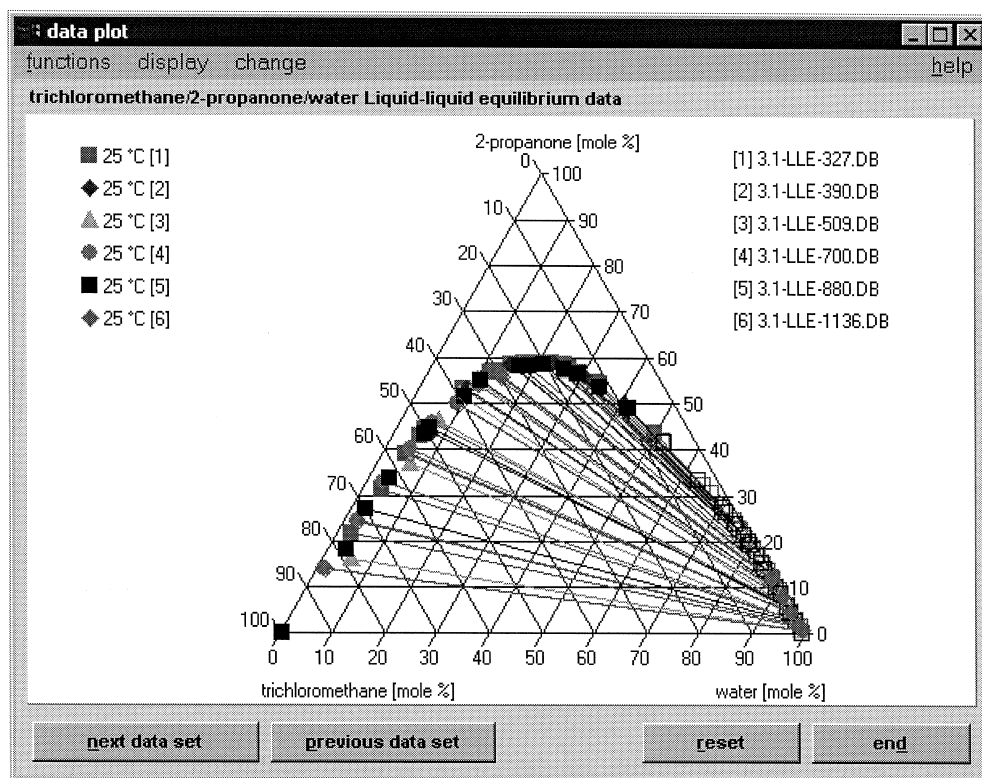 data plot
functions display change help
trichloromethane/2-propanone/water Liquid-liquid equilibrium data
2-propanone [mole %]
25 °C [1]
25 °C [2]
25 °C [3]
25 °C [4]
25 °C [5]
25 °C [6]
[1] 3.1-LLE-327.DB
[2] 3.1-LLE-390.DB
[3] 3.1-LLE-509.DB
[4] 3.1-LLE-700.DB
[5] 3.1-LLE-880.DB
[6] 3.1-LLE-1136.DB
0 100
10 90
20 80
30 70
40 60
50 50
60 40
70 30
80 20
90 10
100 0
0 10 20 30 40 50 60 70 80 90 100
trichloromethane [mole %] water [mole %]
next data set previous data set reset end